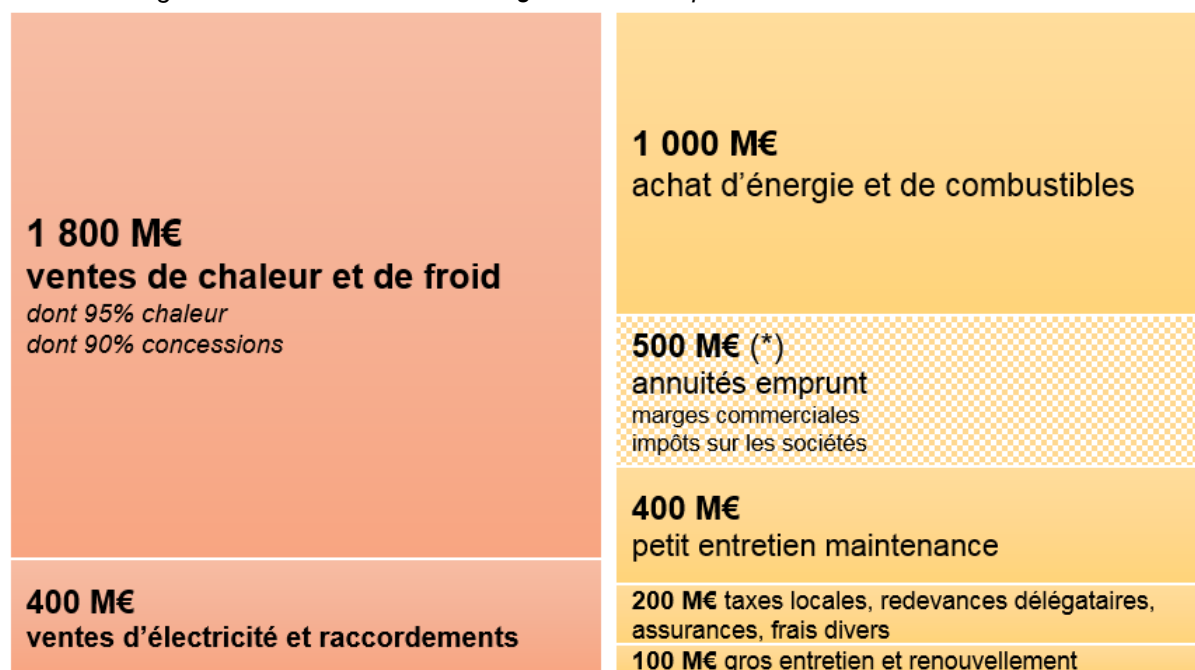 1 800 M€
ventes de chaleur et de froid
dont 95% chaleur
dont 90% concessions
400 M€
ventes d’électricité et raccordements
1 000 M€
achat d’énergie et de combustibles
500 M€ (*)
annuités emprunt
marges commerciales
impôts sur les sociétés
400 M€
petit entretien maintenance
200 M€ taxes locales, redevances délégataires,
assurances, frais divers
100 M€ gros entretien et renouvellement